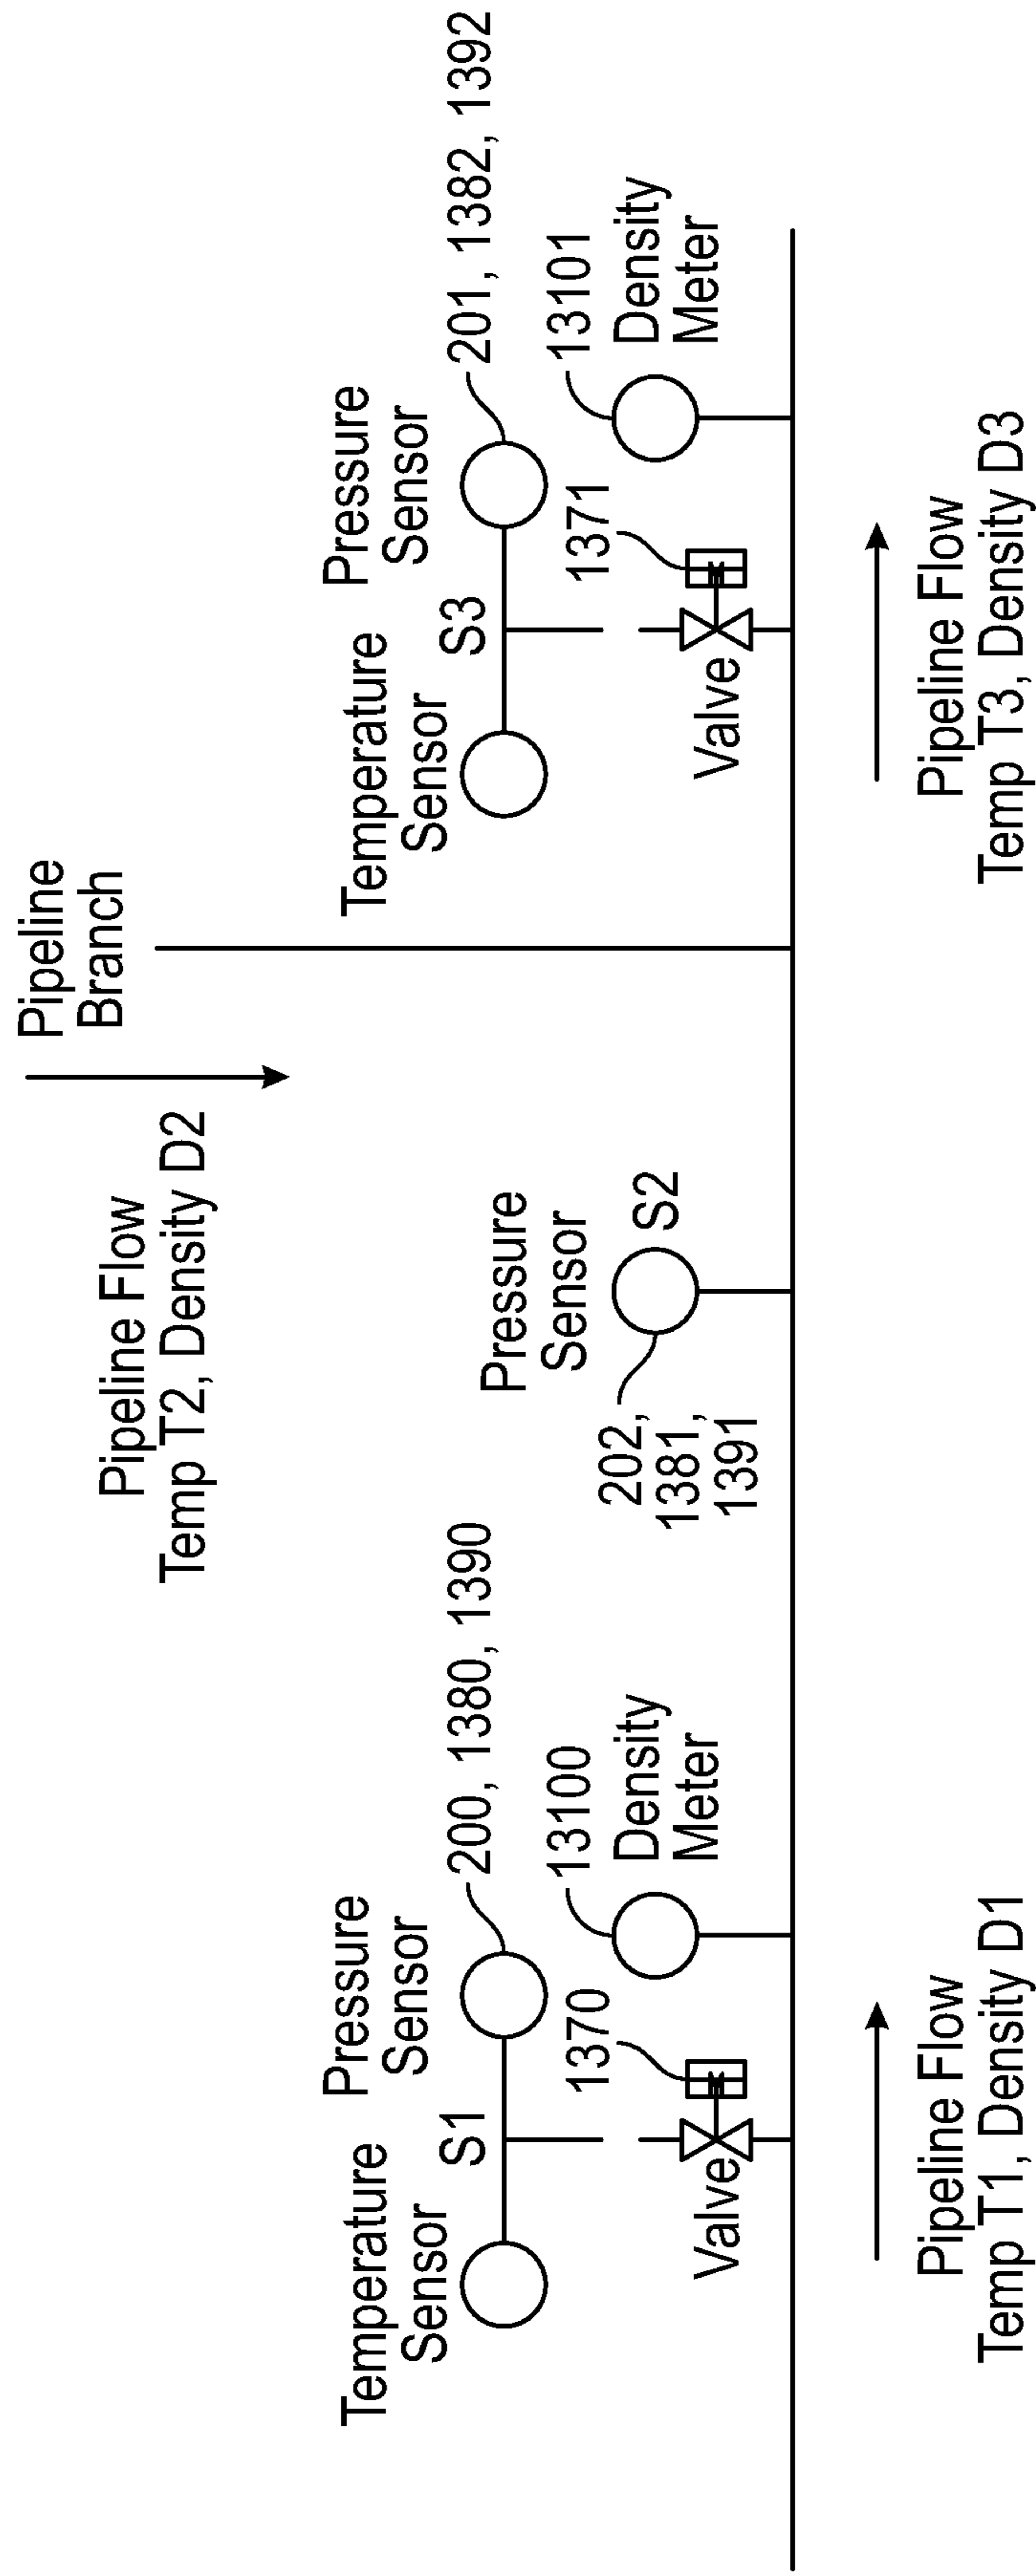 Pipeline
Branch
Pipeline Flow
Temp T2, Density D2
Temperature
Sensor
S1
Pressure
Sensor
200, 1380, 1390
1370
Valve
13100
Density
Meter
Pressure
Sensor
S2
202,
1381,
1391
Temperature
Sensor
S3
Pressure
Sensor
201, 1382, 1392
1371
Valve
13101
Density
Meter
Pipeline Flow
Temp T1, Density D1
Pipeline Flow
Temp T3, Density D3